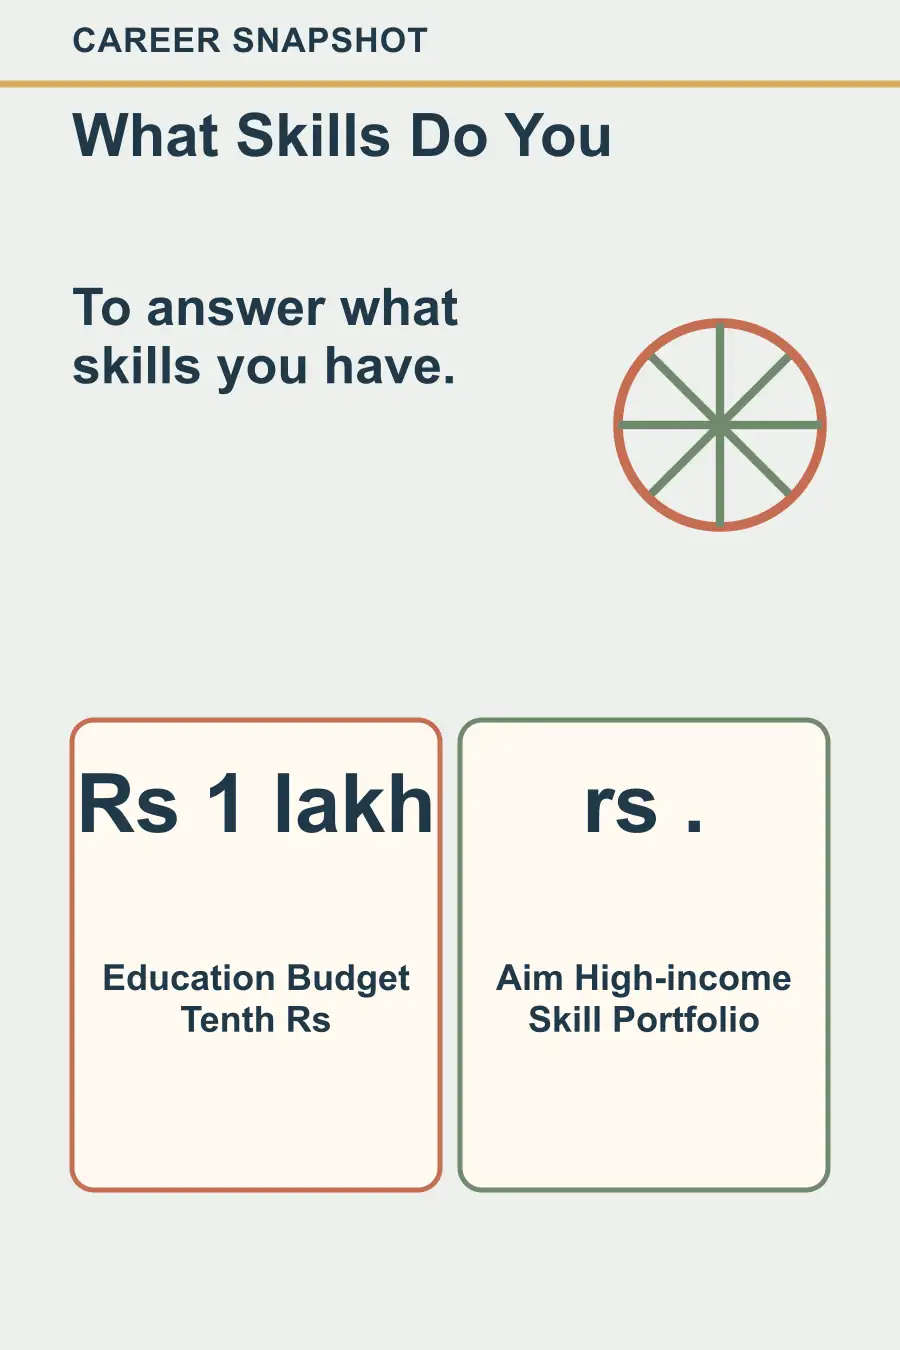 CAREER SNAPSHOT
What Skills Do You
To answer what
skills you have.
Rs 1 lakh
Education Budget
Tenth Rs
rs .
Aim High-income
Skill Portfolio